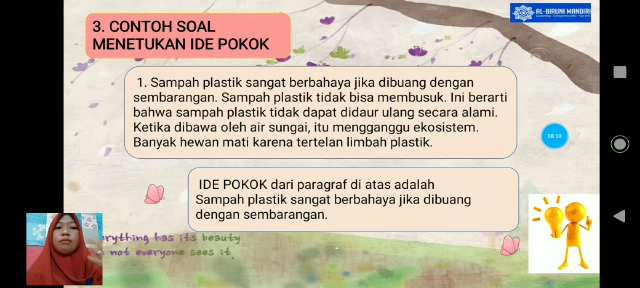 3. CONTOH SOAL
MENETUKAN IDE POKOK
AL-BIRUNI MANDIRI
1. Sampah plastik sangat berbahaya jika dibuang dengan
sembarangan. Sampah plastik tidak bisa membusuk. Ini berarti
bahwa sampah plastik tidak dapat didaur ulang secara alami.
Ketika dibawa oleh air sungai, itu mengganggu ekosistem.
Banyak hewan mati karena tertelan limbah plastik.
IDE POKOK dari paragraf di atas adalah
Sampah plastik sangat berbahaya jika dibuang
dengan sembarangan.
has its beauty
not everyone sees it